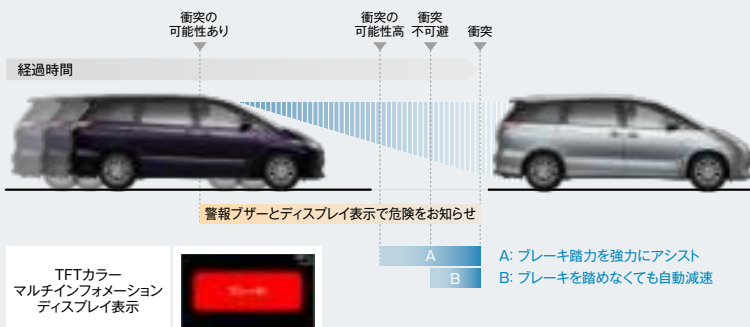 衝突の
可能性あり
衝突の
可能性高
衝突
不可避
衝突
経過時間
警報ブザーとディスプレイ表示で危険をお知らせ
A
A: ブレーキ踏力を強力にアシスト
B
B: ブレーキを踏めなくても自動減速
TFTカラー
マルチインフォメーション
ディスプレイ表示